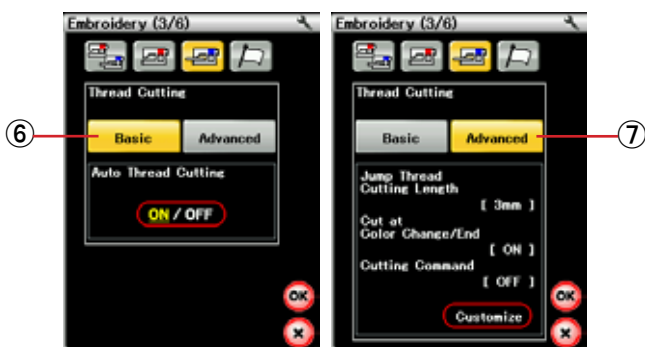 Embroidery (3/6)
Thread Cutting
⑥
Basic
Advanced
Auto Thread Cutting
ON / OFF
OK
×
Embroidery (3/6)
Thread Cutting
Basic
Advanced
⑦
Jump Thread
Cutting Length
[ 3mm ]
Cut at
Color Change/End
[ ON ]
Cutting Command
[ OFF ]
Customize
OK
×